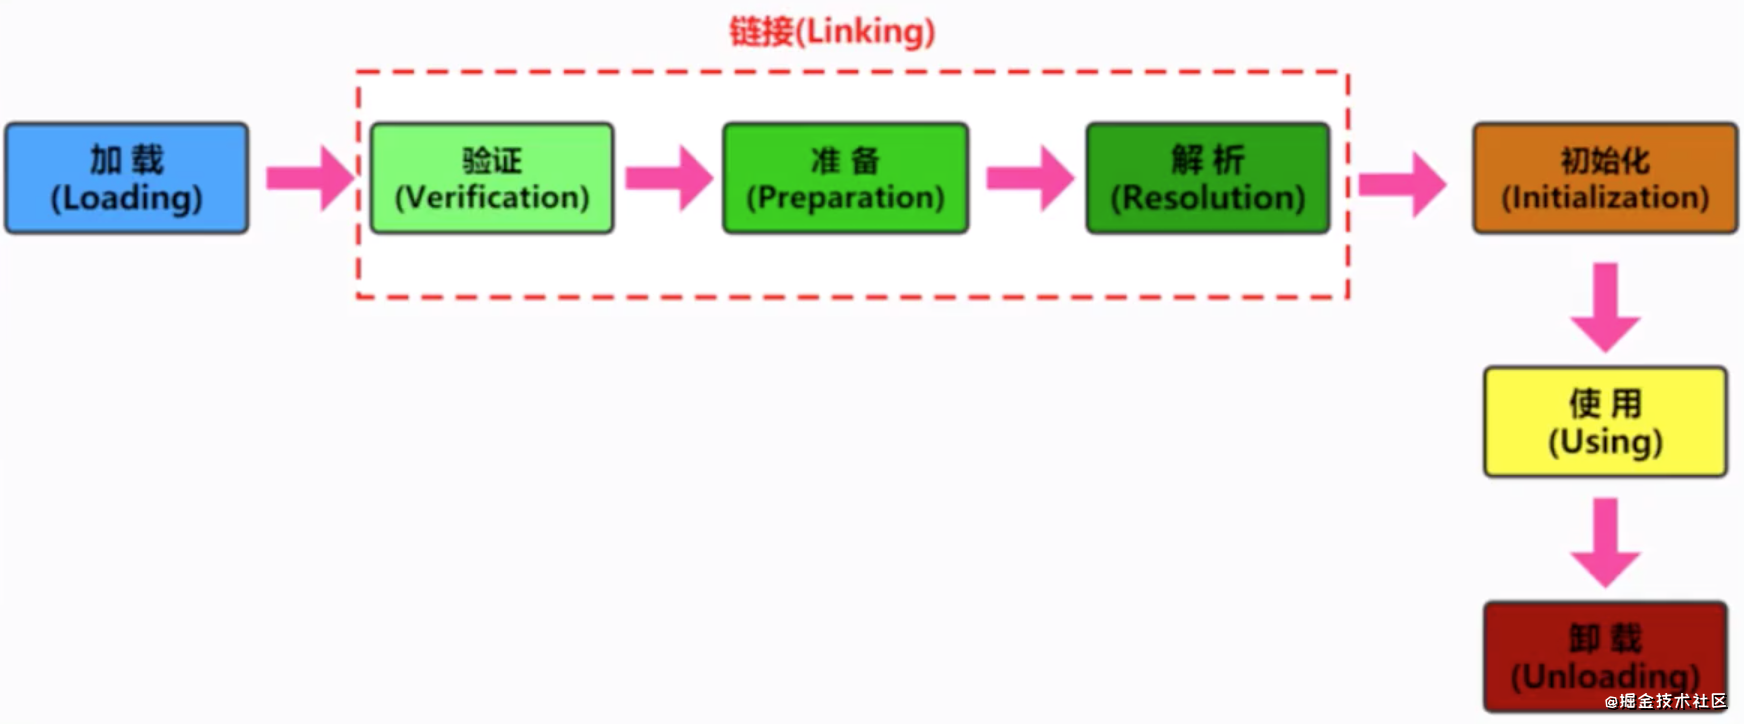 链接(Linking)
加 载
(Loading)
验证
(Verification)
准 备
(Preparation)
解 析
(Resolution)
初始化
(Initialization)
使 用
(Using)
卸 载
(Unloading)
@掘金技术社区